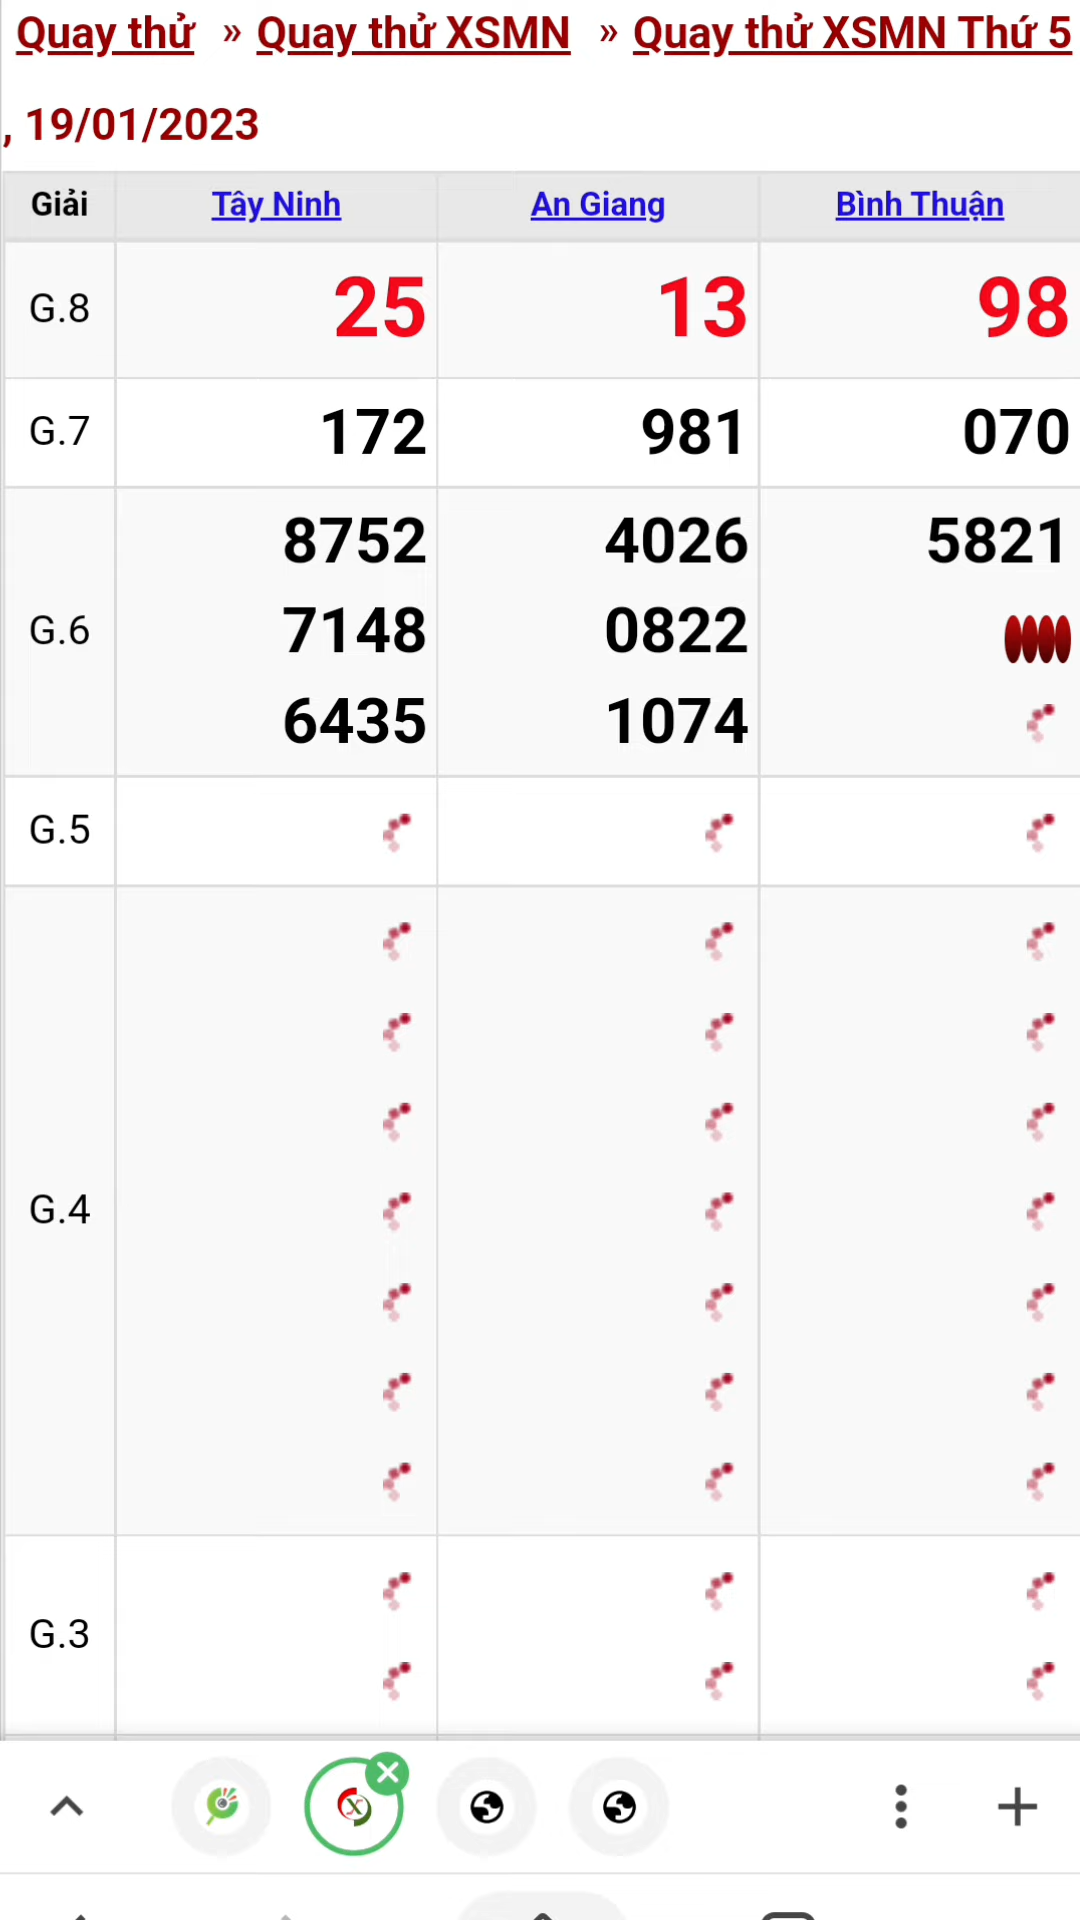 Quay thử » Quay thử XSMN » Quay thử XSMN Thứ 5
, 19/01/2023
Giải Tây Ninh An Giang Bình Thuận
G.8 25 13 98
G.7 172 981 070
8752 4026 5821
G.6 7148 0822
6435 1074
G.5
G.4
G.3